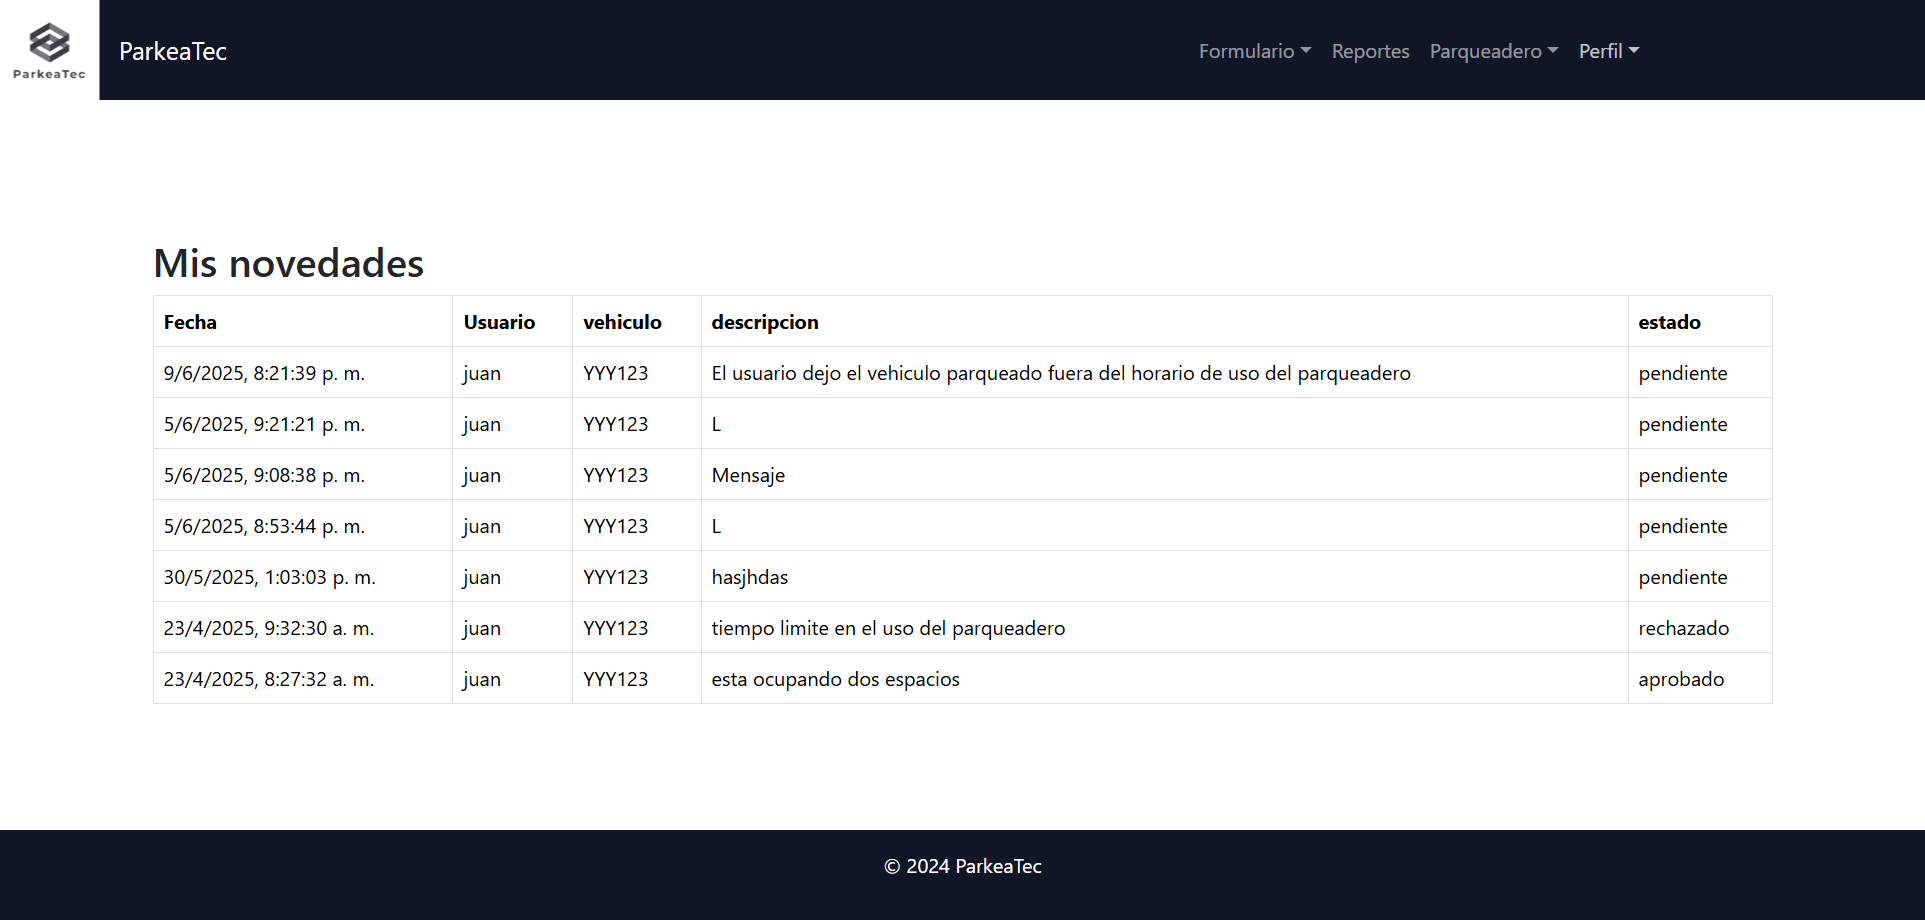 ParkeaTec
ParkeaTec
Formulario Reportes Parqueadero Perfil
Mis novedades
Fecha Usuario vehiculo descripcion estado
9/6/2025, 8:21:39 p. m. juan YYY123 El usuario dejo el vehiculo parqueado fuera del horario de uso del parqueadero pendiente
5/6/2025, 9:21:21 p. m. juan YYY123 L pendiente
5/6/2025, 9:08:38 p. m. juan YYY123 Mensaje pendiente
5/6/2025, 8:53:44 p. m. juan YYY123 L pendiente
30/5/2025, 1:03:03 p. m. juan YYY123 hasjhdas pendiente
23/4/2025, 9:32:30 a. m. juan YYY123 tiempo limite en el uso del parqueadero rechazado
23/4/2025, 8:27:32 a. m. juan YYY123 esta ocupando dos espacios aprobado
© 2024 ParkeaTec